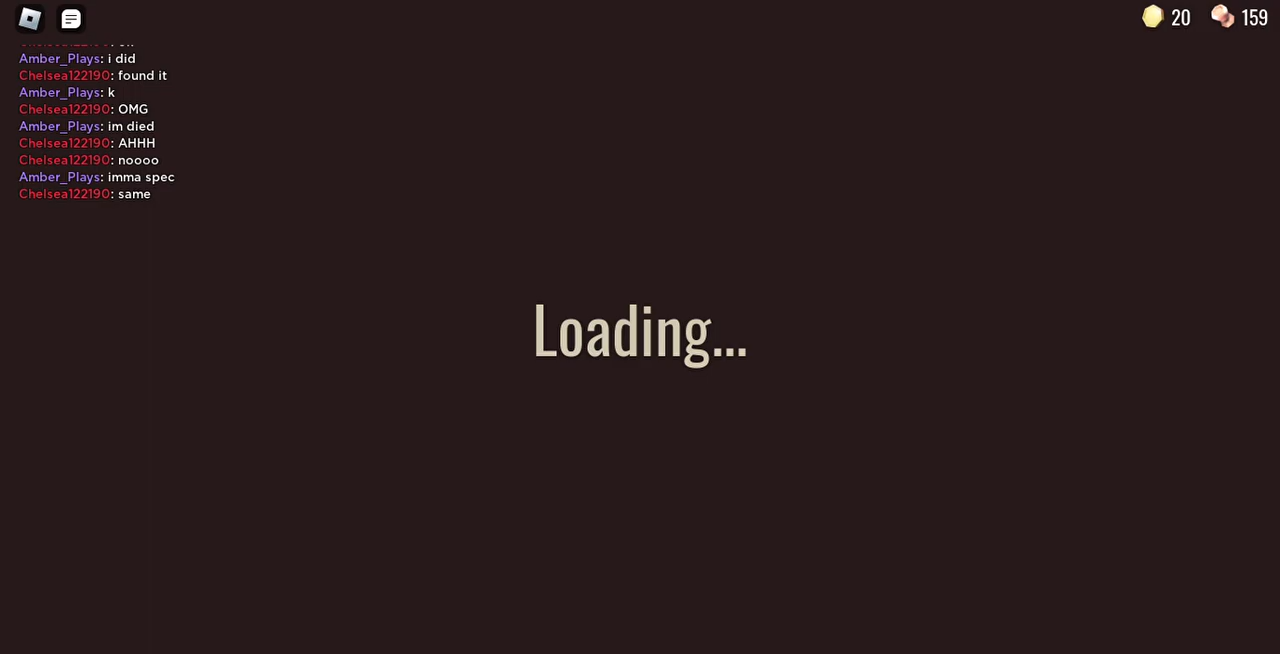 20 159
Amber_Plays: i did
Chelsea122190: found it
Amber_Plays: k
Chelsea122190: OMG
Amber_Plays: im died
Chelsea122190: AHHH
Chelsea122190: noooo
Amber_Plays: imma spec
Chelsea122190: same
Loading...